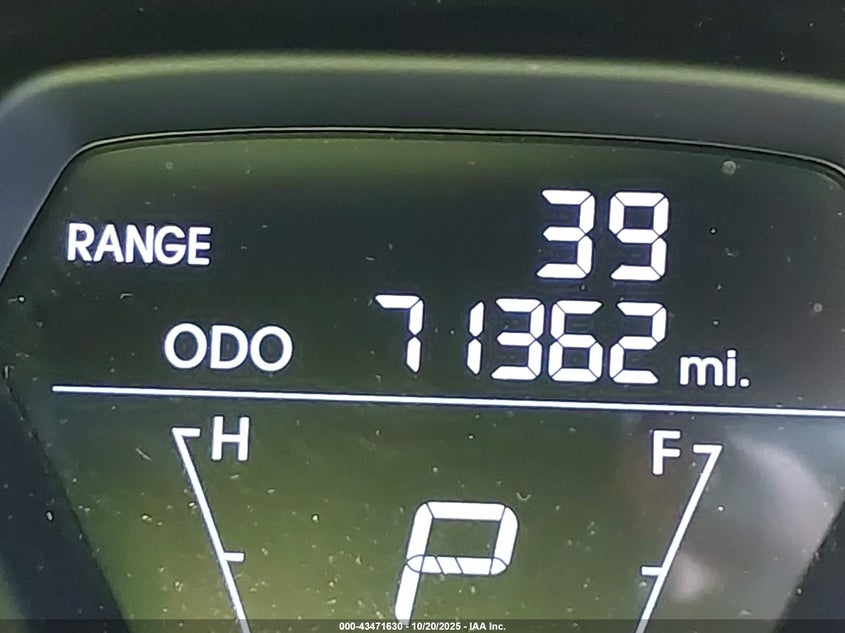 RANGE 39
ODO 71362 mi.
H F
P
000-43471630 - 10/20/2025 - IAA Inc.